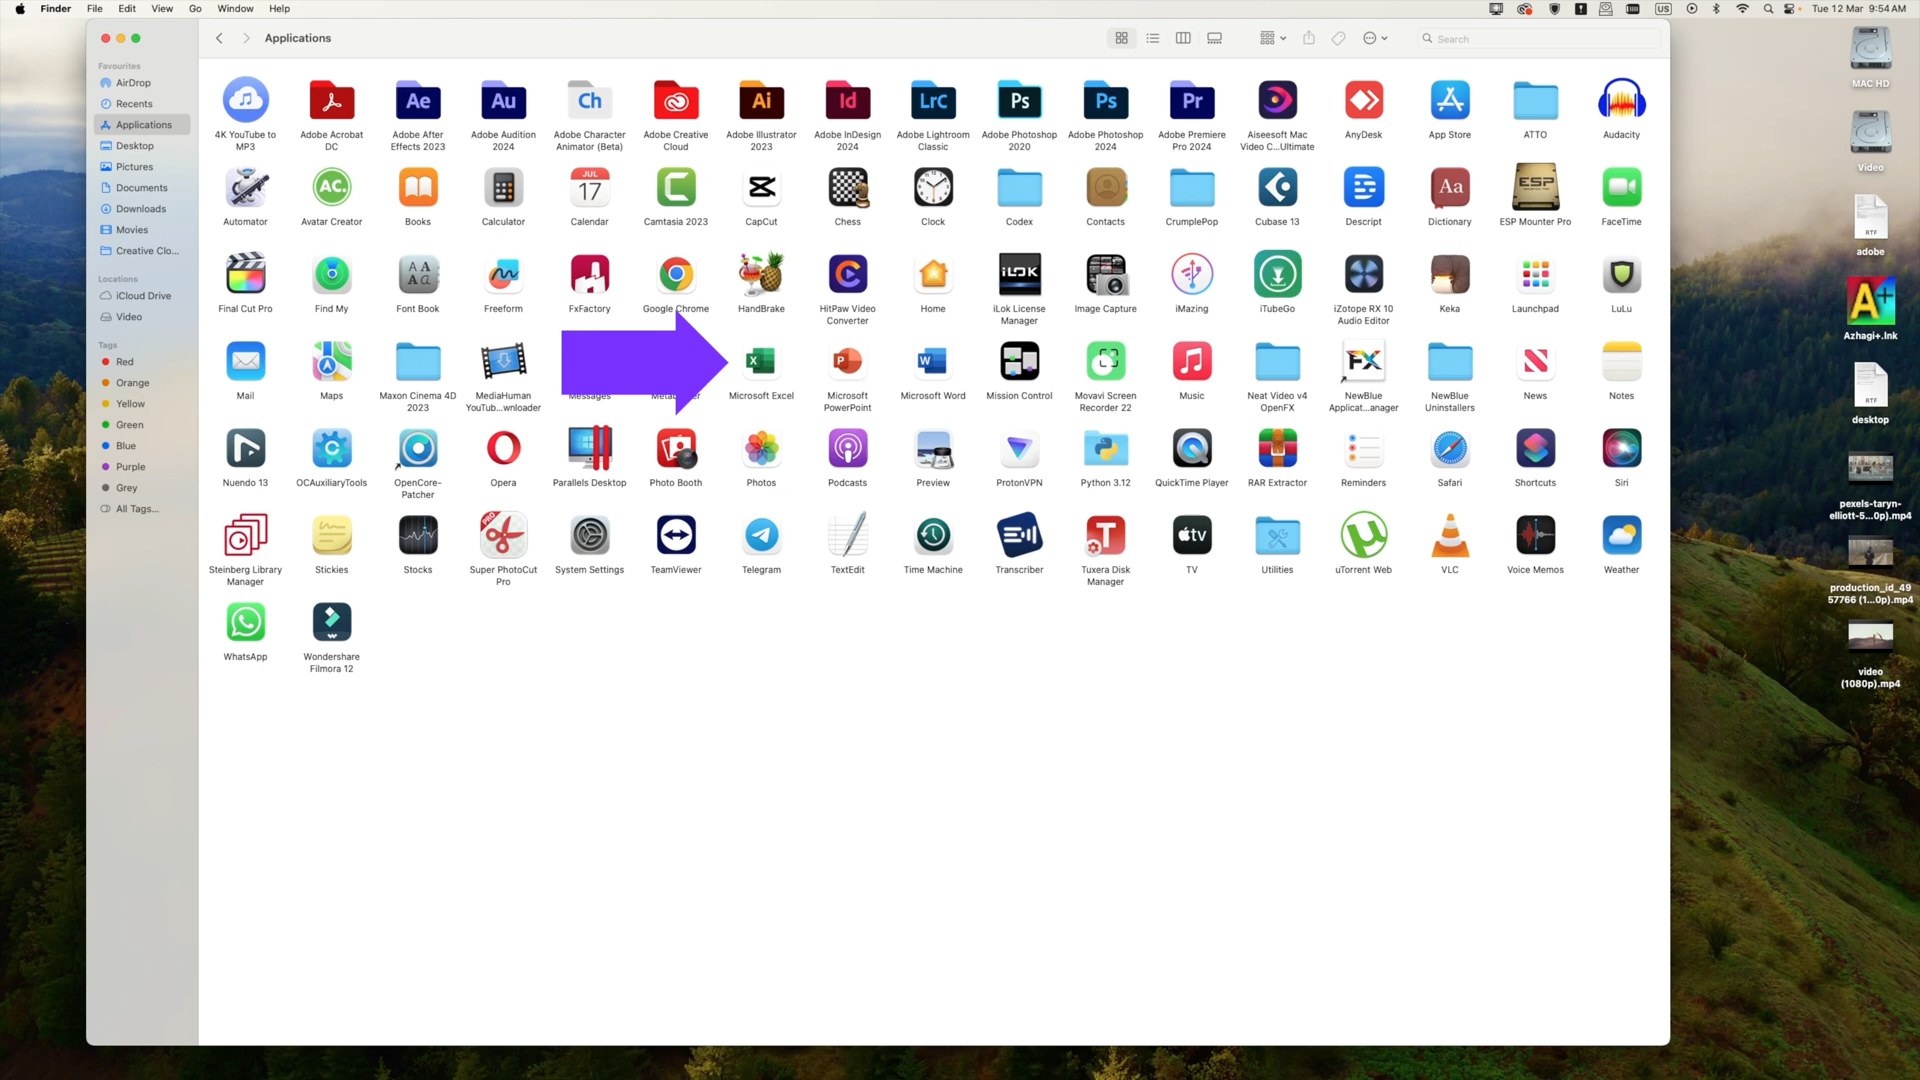 Finder File Edit View Go Window Help
US Tue 12 Mar 9:54 AM
Applications
Search
Favourites
AirDrop
Recents
Applications
Desktop
Pictures
Documents
Downloads
Movies
Creative Clo...
Locations
iCloud Drive
Video
Tags
Red
Orange
Yellow
Green
Blue
Purple
Grey
All Tags...
4K YouTube to MP3
Adobe Acrobat DC
Adobe After Effects 2023
Adobe Audition 2024
Adobe Character Animator (Beta)
Adobe Creative Cloud
Adobe Illustrator 2023
Adobe InDesign 2024
Adobe Lightroom Classic
Adobe Photoshop 2020
Adobe Photoshop 2024
Adobe Premiere Pro 2024
Aiseesoft Mac Video C...Ultimate
AnyDesk
App Store
ATTO
Audacity
Automator
Avatar Creator
Books
Calculator
Calendar
Camtasia 2023
CapCut
Chess
Clock
Codex
Contacts
CrumplePop
Cubase 13
Descript
Dictionary
ESP Mounter Pro
FaceTime
Final Cut Pro
Find My
Font Book
Freeform
FxFactory
Google Chrome
HandBrake
HitPaw Video Converter
Home
iLok License Manager
Image Capture
iMazing
iTubeGo
iZotope RX 10 Audio Editor
Keka
Launchpad
LuLu
Mail
Maps
Maxon Cinema 4D 2023
MediaHuman YouTub...wnloader
Messages
Microsoft Excel
Microsoft PowerPoint
Microsoft Word
Mission Control
Movavi Screen Recorder 22
Music
Neat Video v4 OpenFX
NewBlue Applicat...anager
NewBlue Uninstallers
News
Notes
Nuendo 13
OCAuxiliaryTools
OpenCore-Patcher
Opera
Parallels Desktop
Photo Booth
Photos
Podcasts
Preview
ProtonVPN
Python 3.12
QuickTime Player
RAR Extractor
Reminders
Safari
Shortcuts
Siri
Steinberg Library Manager
Stickies
Stocks
Super PhotoCut Pro
System Settings
TeamViewer
Telegram
TextEdit
Time Machine
Transcriber
Tuxera Disk Manager
TV
Utilities
uTorrent Web
VLC
Voice Memos
Weather
WhatsApp
Wondershare Filmora 12
MAC HD
Video
adobe
Azhagi+.lnk
desktop
pexels-taryn-elliott-5...0p).mp4
production_id_4957766 (1...0p).mp4
video (1080p).mp4